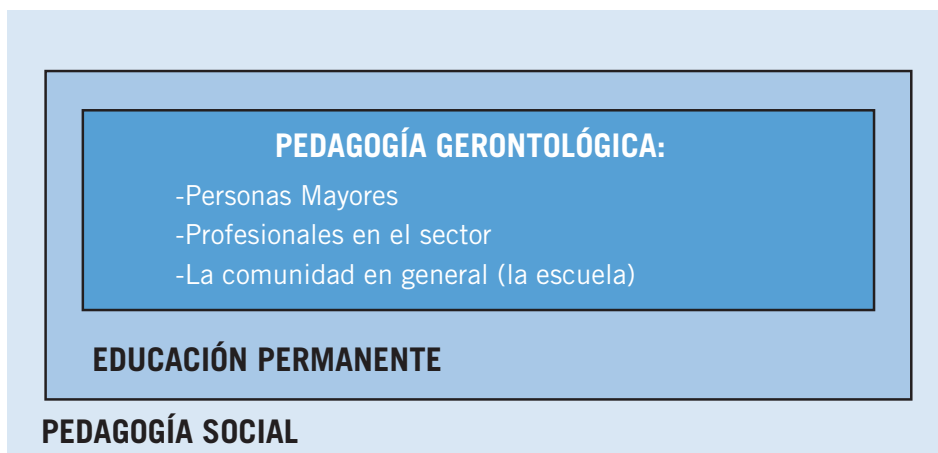 PEDAGOGÍA GERONTOLÓGICA:
-Personas Mayores
-Profesionales en el sector
-La comunidad en general (la escuela)
EDUCACIÓN PERMANENTE
PEDAGOGÍA SOCIAL